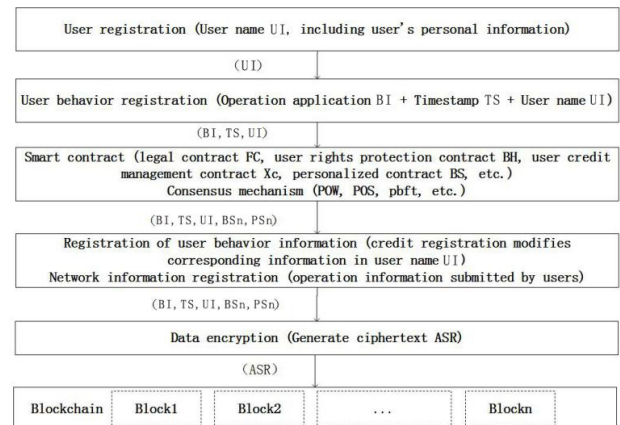 User registration (User name UI, including user's personal information)
(UI)
User behavior registration (Operation application BI + Timestamp TS + User name UI)
(BI, TS, UI)
Smart contract (legal contract FC, user rights protection contract BH, user credit
management contract Xc, personalized contract BS, etc.)
Consensus mechanism (POW, POS, pbft, etc.)
(BI, TS, UI, BSn, PSn)
Registration of user behavior information (credit registration modifies
corresponding information in user name UI)
Network information registration (operation information submitted by users)
(BI, TS, UI, BSn, PSn)
Data encryption (Generate ciphertext ASR)
(ASR)
Blockchain Block1 Block2 ... Blockn